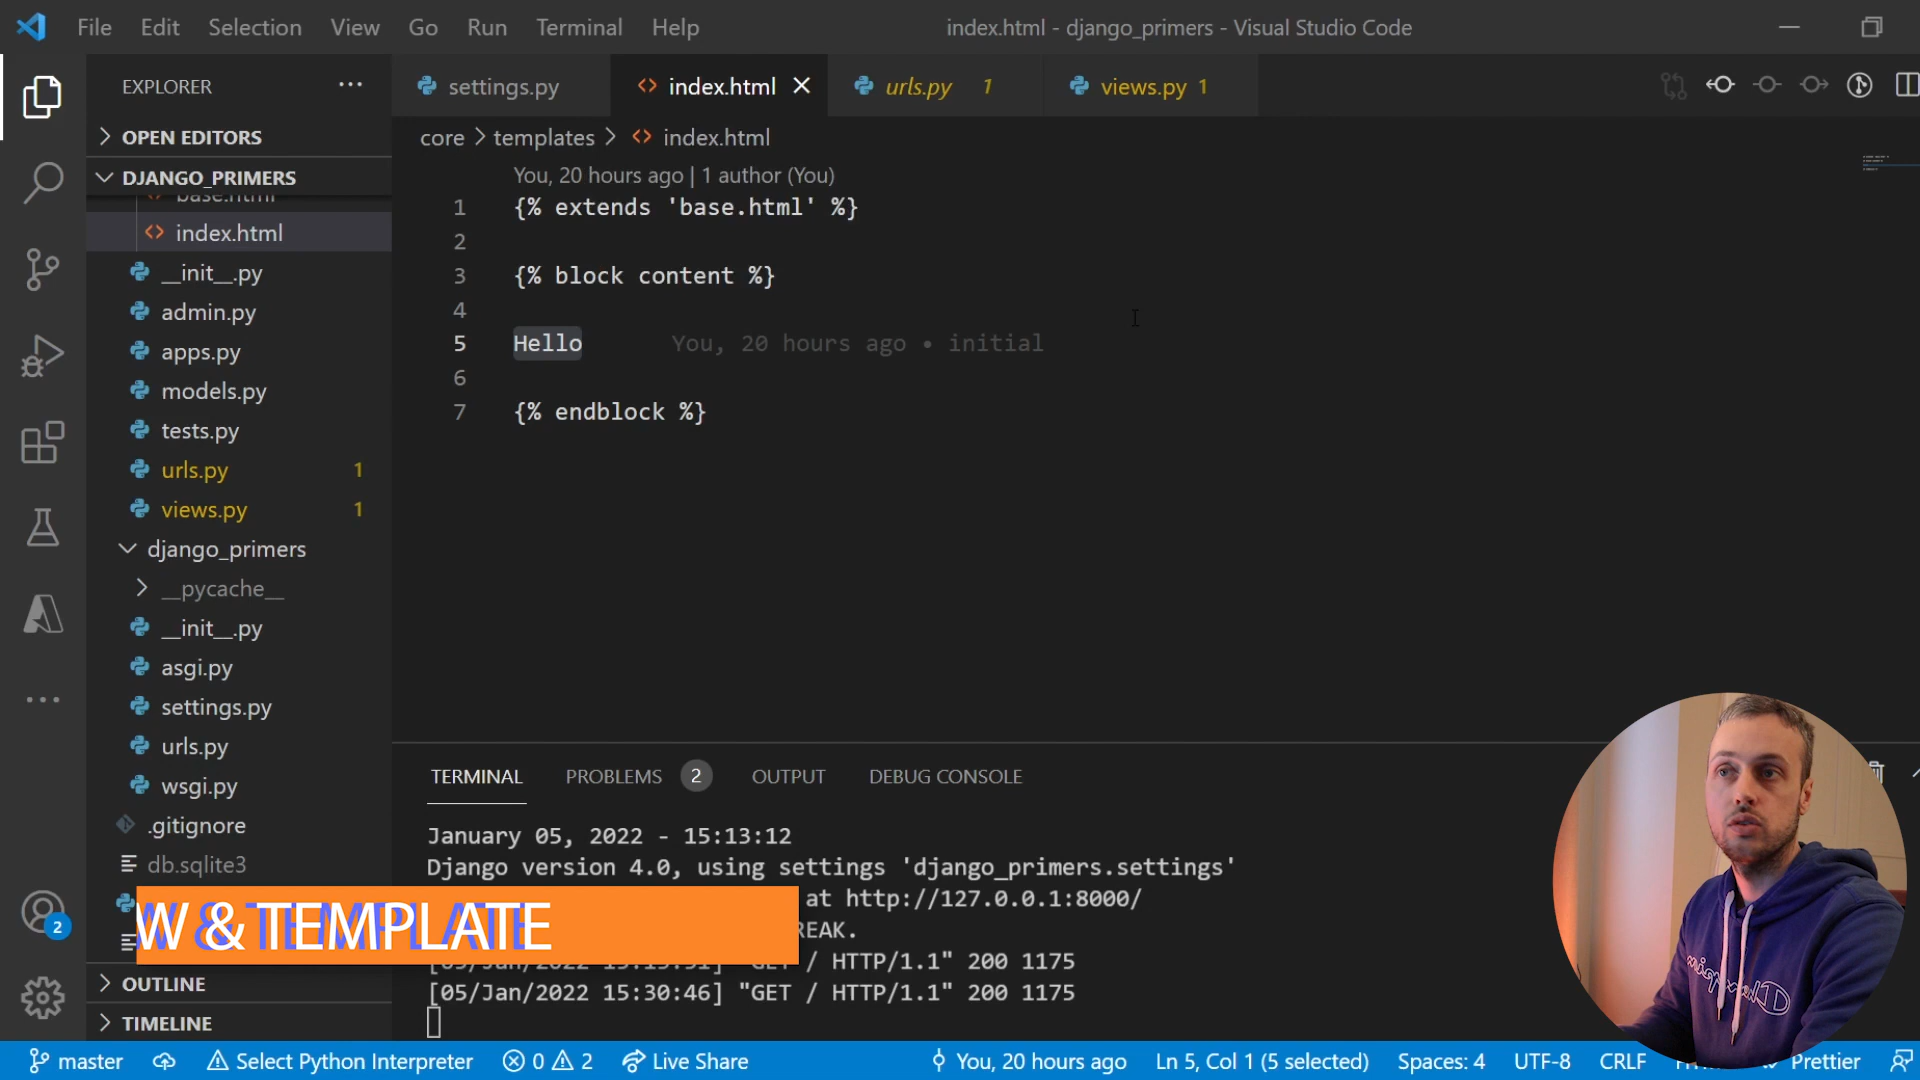 File Edit Selection View Go Run Terminal Help index.html - django_primers - Visual Studio Code
EXPLORER
OPEN EDITORS
DJANGO_PRIMERS
base.html
index.html
__init__.py
admin.py
apps.py
models.py
tests.py
urls.py 1
views.py 1
django_primers
__pycache__
__init__.py
asgi.py
settings.py
urls.py
wsgi.py
.gitignore
db.sqlite3
OUTLINE
TIMELINE
2
settings.py index.html urls.py 1 views.py 1
core > templates > index.html
You, 20 hours ago | 1 author (You)
1 {% extends 'base.html' %}
2
3 {% block content %}
4
5 Hello You, 20 hours ago • initial
6
7 {% endblock %}
TERMINAL PROBLEMS 2 OUTPUT DEBUG CONSOLE
January 05, 2022 - 15:13:12
Django version 4.0, using settings 'django_primers.settings'
at http://127.0.0.1:8000/
REAK.
"GET / HTTP/1.1" 200 1175
[05/Jan/2022 15:30:46] "GET / HTTP/1.1" 200 1175
W & TEMPLATE
master Select Python Interpreter 0 2 Live Share You, 20 hours ago Ln 5, Col 1 (5 selected) Spaces: 4 UTF-8 CRLF Prettier